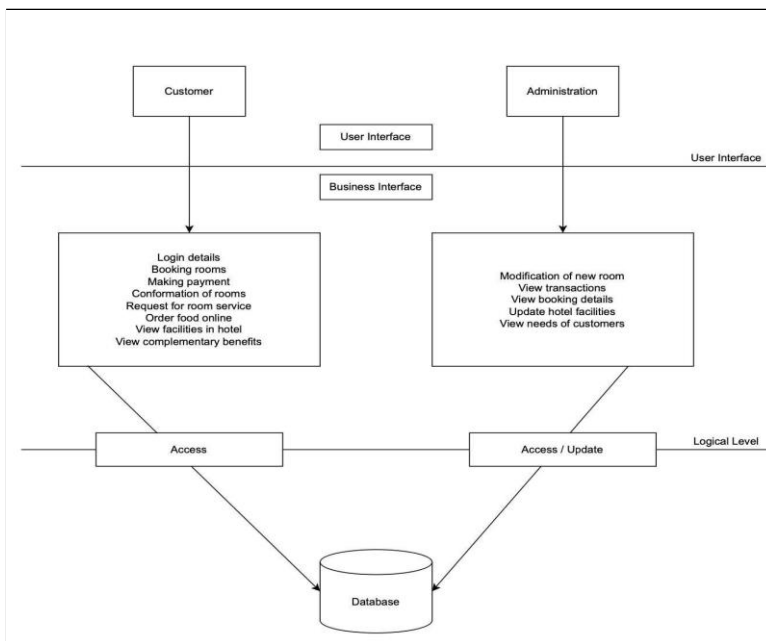 Customer
Administration
User Interface
User Interface
Business Interface
Login details
Booking rooms
Making payment
Conformation of rooms
Request for room service
Order food online
View facilities in hotel
View complementary benefits
Modification of new room
View transactions
View booking details
Update hotel facilities
View needs of customers
Access
Access / Update
Logical Level
Database